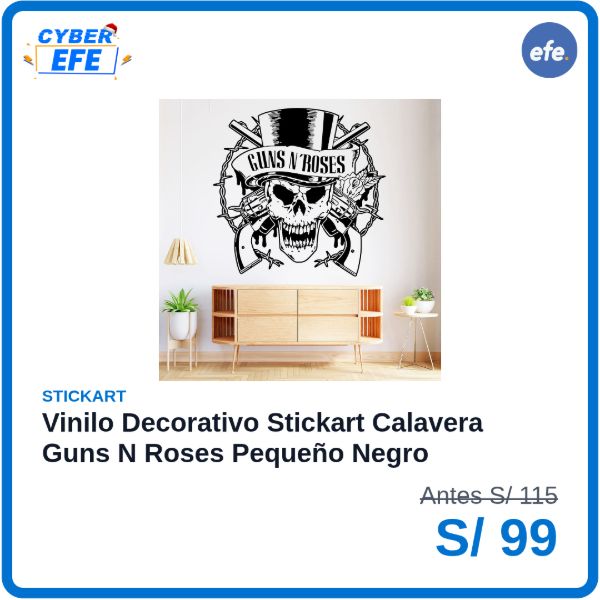 CYBER
EFE
efe.
GUNS N' ROSES
STICKART
Vinilo Decorativo Stickart Calavera
Guns N Roses Pequeño Negro
Antes S/ 115
S/ 99